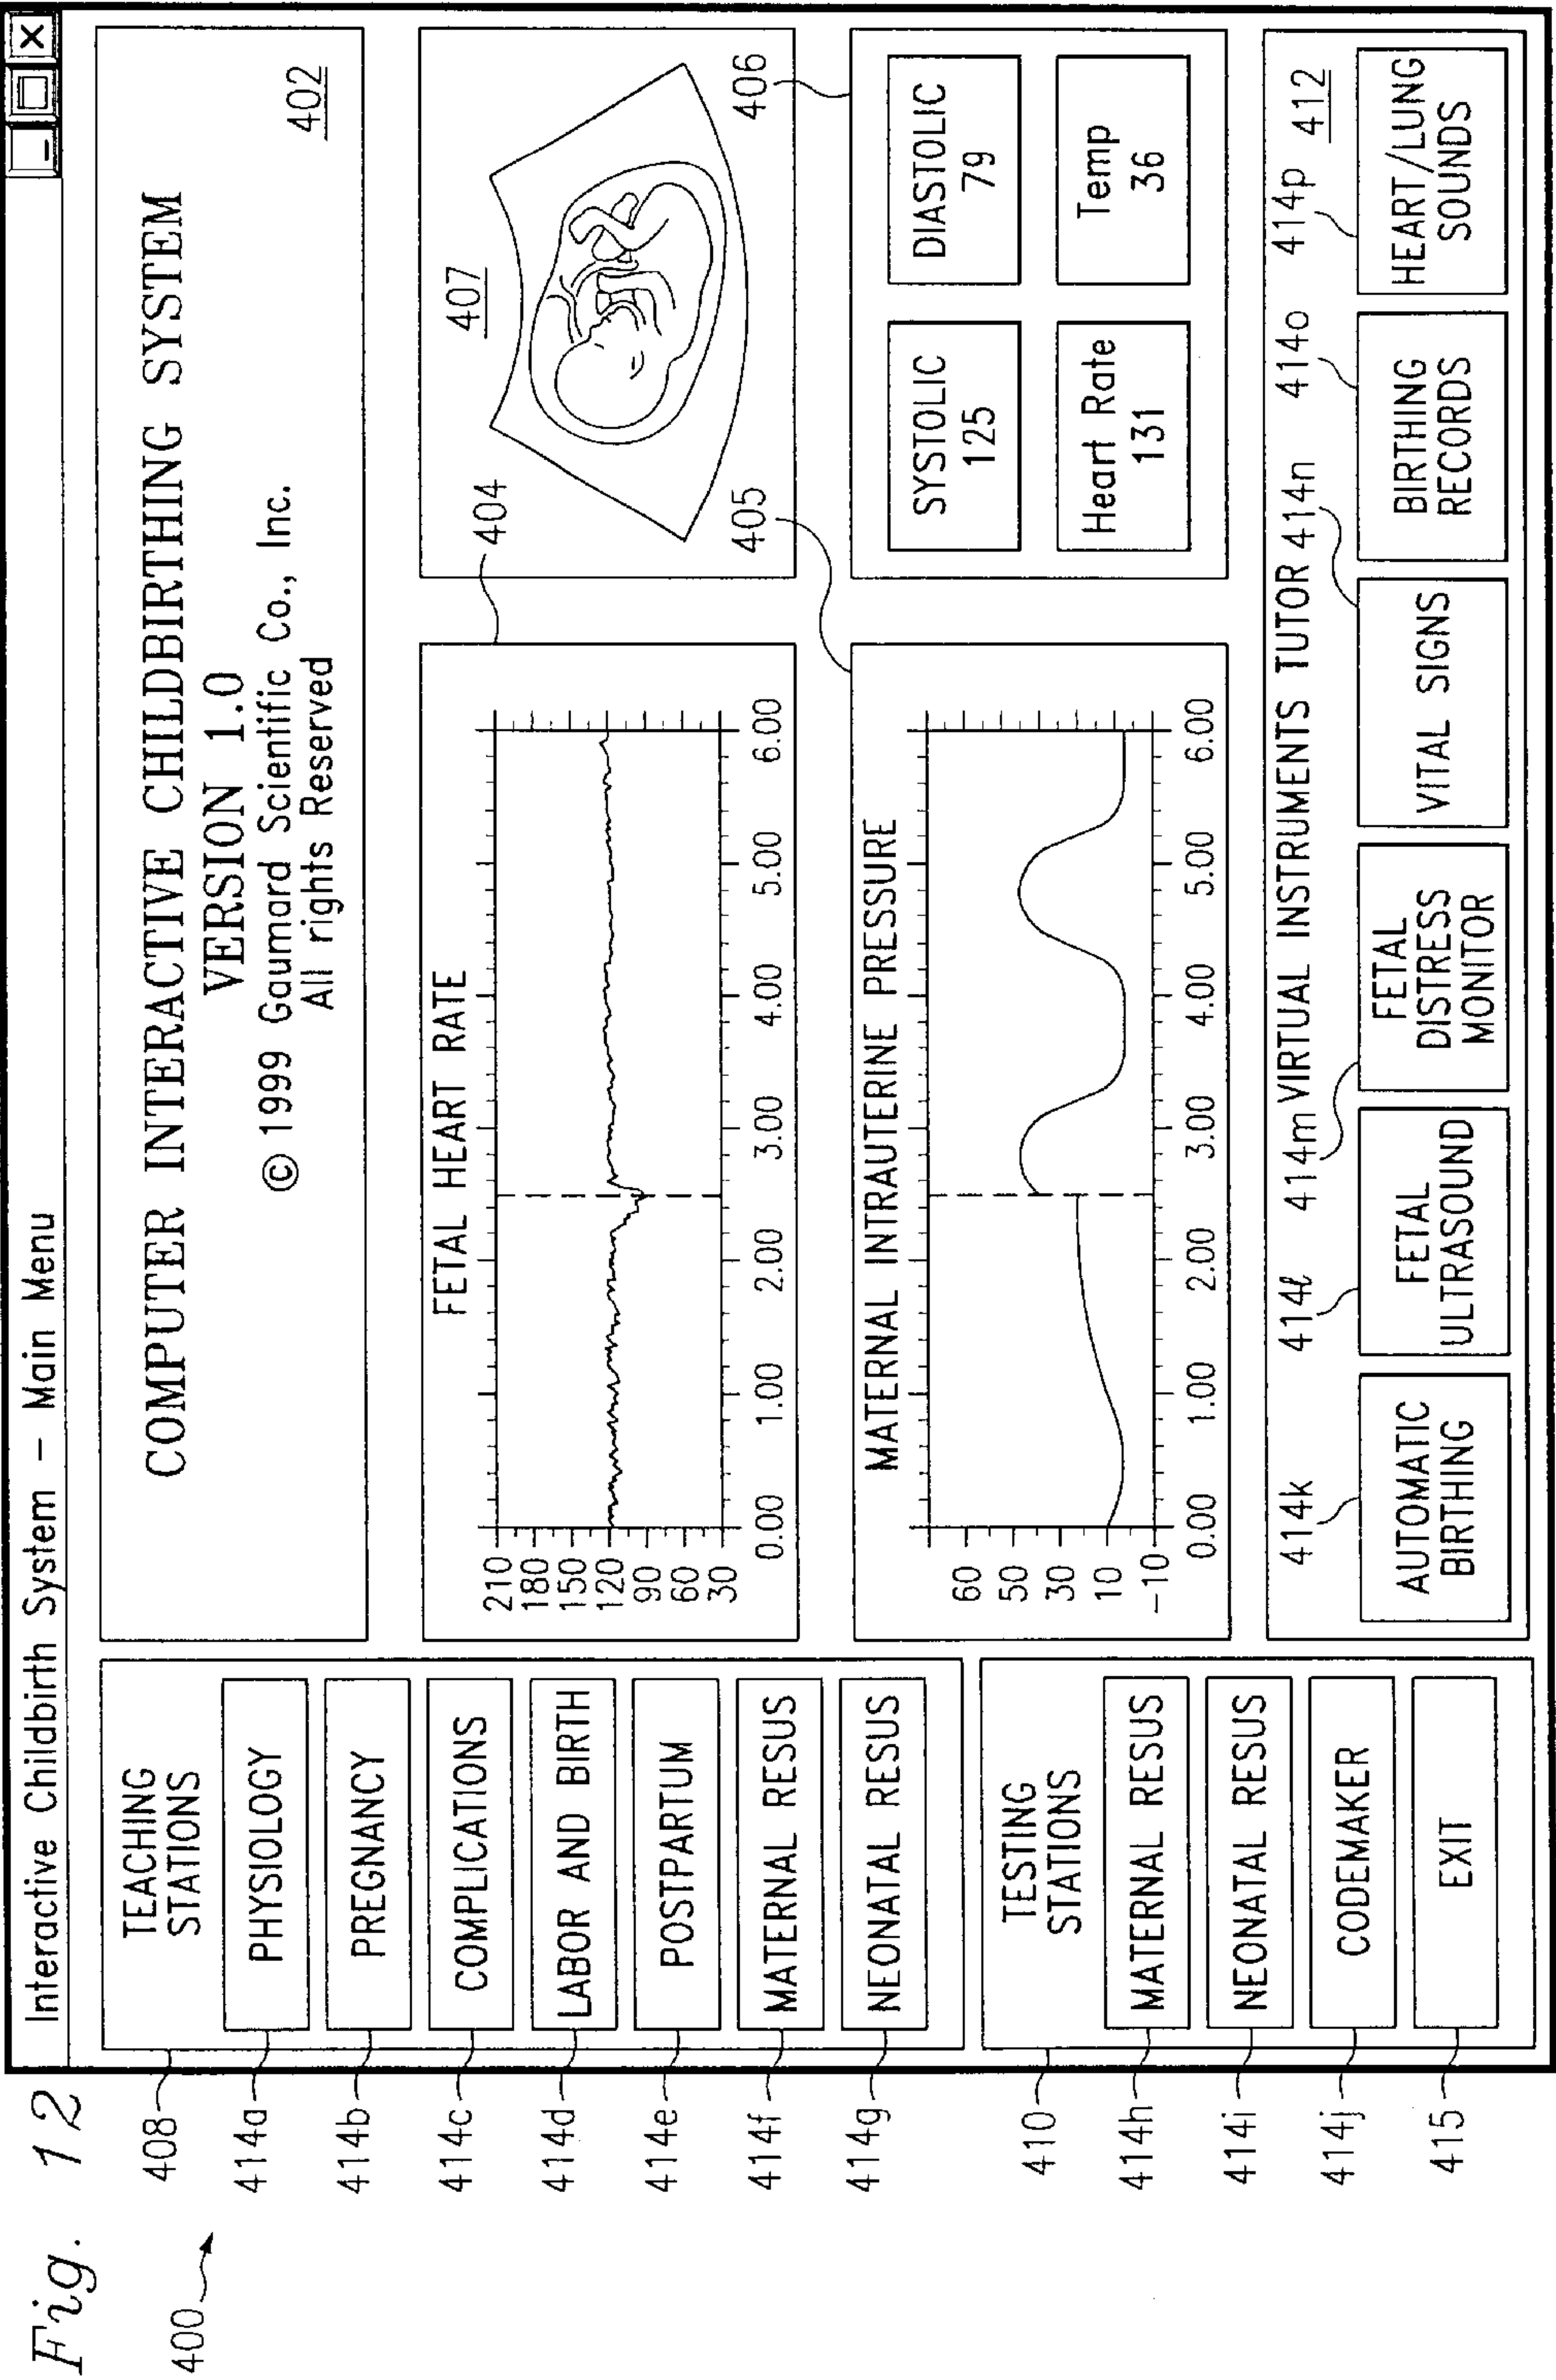 Fig. 12
400
Interactive Childbirth System – Main Menu
COMPUTER INTERACTIVE CHILDBIRTHING SYSTEM
VERSION 1.0
© 1999 Gaumard Scientific Co., Inc.
All rights Reserved
402
408
TEACHING
STATIONS
414a
PHYSIOLOGY
414b
PREGNANCY
414c
COMPLICATIONS
414d
LABOR AND BIRTH
414e
POSTPARTUM
414f
MATERNAL RESUS
414g
NEONATAL RESUS
410
TESTING
STATIONS
414h
MATERNAL RESUS
414i
NEONATAL RESUS
414j
CODEMAKER
415
EXIT
FETAL HEART RATE
404
210
180
150
120
90
60
30
0.00 1.00 2.00 3.00 4.00 5.00 6.00
407
MATERNAL INTRAUTERINE PRESSURE
405
60
50
30
10
-10
0.00 1.00 2.00 3.00 4.00 5.00 6.00
406
SYSTOLIC
125
DIASTOLIC
79
Heart Rate
131
Temp
36
VIRTUAL INSTRUMENTS TUTOR
412
414k
AUTOMATIC
BIRTHING
414ℓ
FETAL
ULTRASOUND
414m
FETAL
DISTRESS
MONITOR
414n
VITAL SIGNS
414o
BIRTHING
RECORDS
414p
HEART/LUNG
SOUNDS